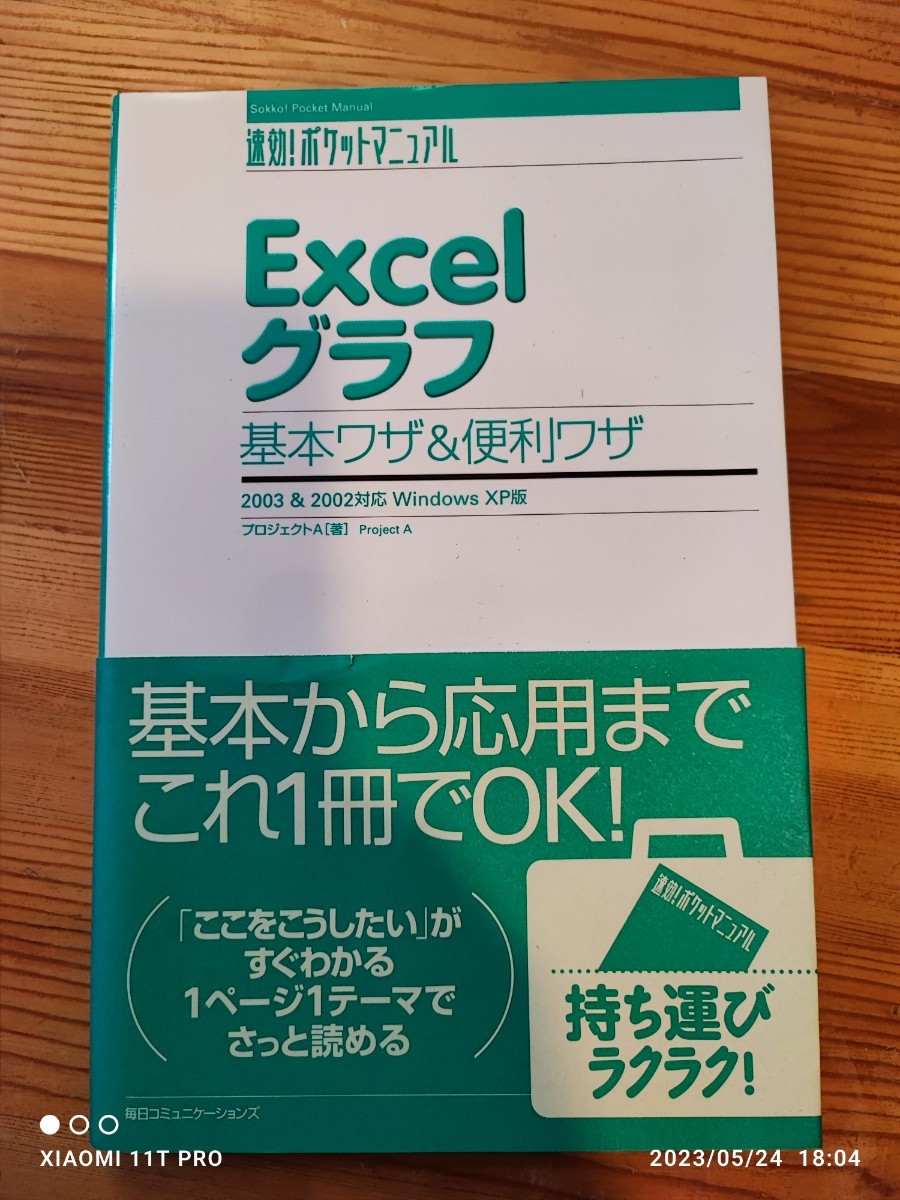 Sokko! Pocket Manual
速効!ポケットマニュアル
Excel
グラフ
基本ワザ&便利ワザ
2003 & 2002対応 Windows XP版
プロジェクトA[著] Project A
基本から応用まで
これ1冊でOK!
「ここをこうしたい」が
すぐわかる
1ページ1テーマで
さっと読める
速効!ポケットマニュアル
持ち運び
ラクラク!
毎日コミュニケーションズ
XIAOMI 11T PRO
2023/05/24 18:04